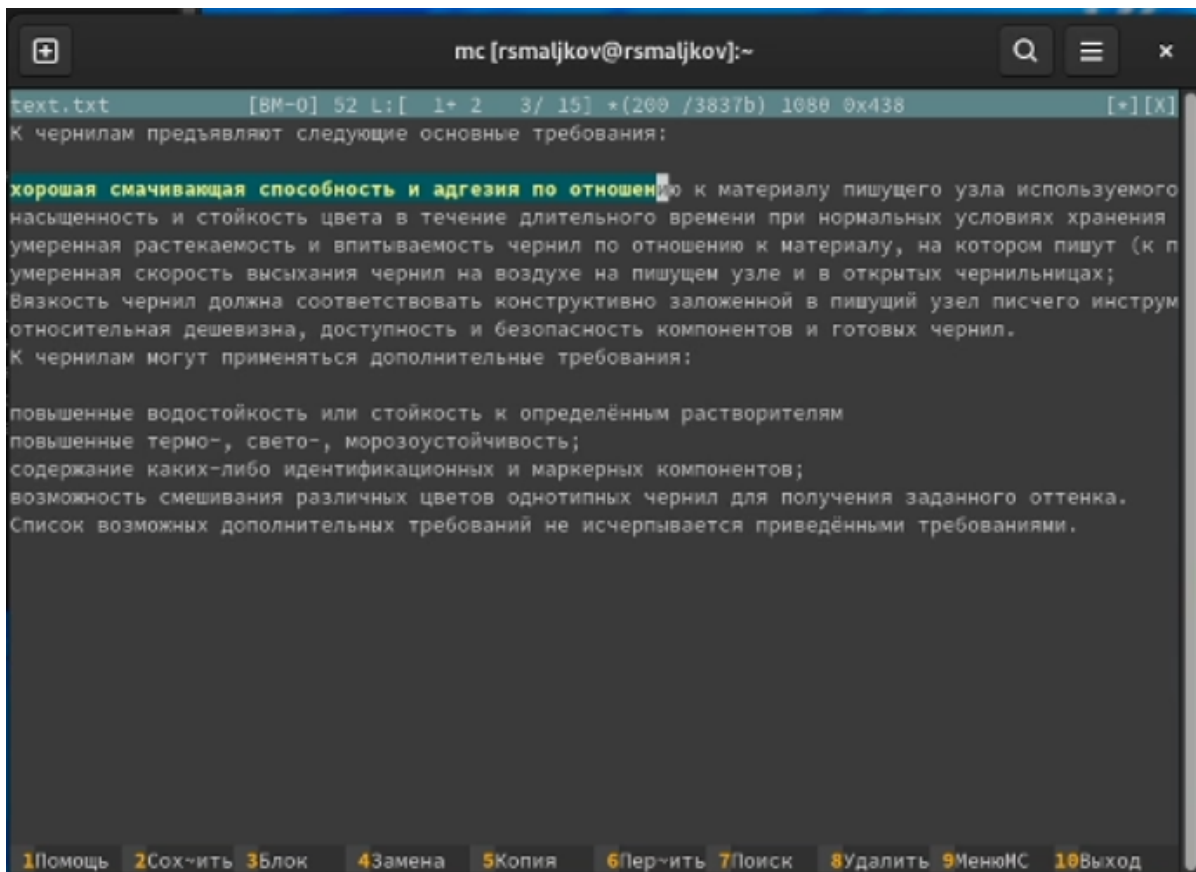 mc [rsmaljkov@rsmaljkov]:~
text.txt [BM-O] 52 L:[ 1+ 2 3/ 15] *(200 /3837b) 1080 0x438 [*][X]
К чернилам предъявляют следующие основные требования:
хорошая смачивающая способность и адгезия по отношению к материалу пишущего узла используемого
насыщенность и стойкость цвета в течение длительного времени при нормальных условиях хранения
умеренная растекаемость и впитываемость чернил по отношению к материалу, на котором пишут (к п
умеренная скорость высыхания чернил на воздухе на пишущем узле и в открытых чернильницах;
Вязкость чернил должна соответствовать конструктивно заложенной в пишущий узел писчего инструм
относительная дешевизна, доступность и безопасность компонентов и готовых чернил.
К чернилам могут применяться дополнительные требования:
повышенные водостойкость или стойкость к определённым растворителям
повышенные термо-, свето-, морозоустойчивость;
содержание каких-либо идентификационных и маркерных компонентов;
возможность смешивания различных цветов однотипных чернил для получения заданного оттенка.
Список возможных дополнительных требований не исчерпывается приведёнными требованиями.
1Помощь 2Сох~ить 3Блок 4Замена 5Копия 6Пер~ить 7Поиск 8Удалить 9МенюMC 10Выход